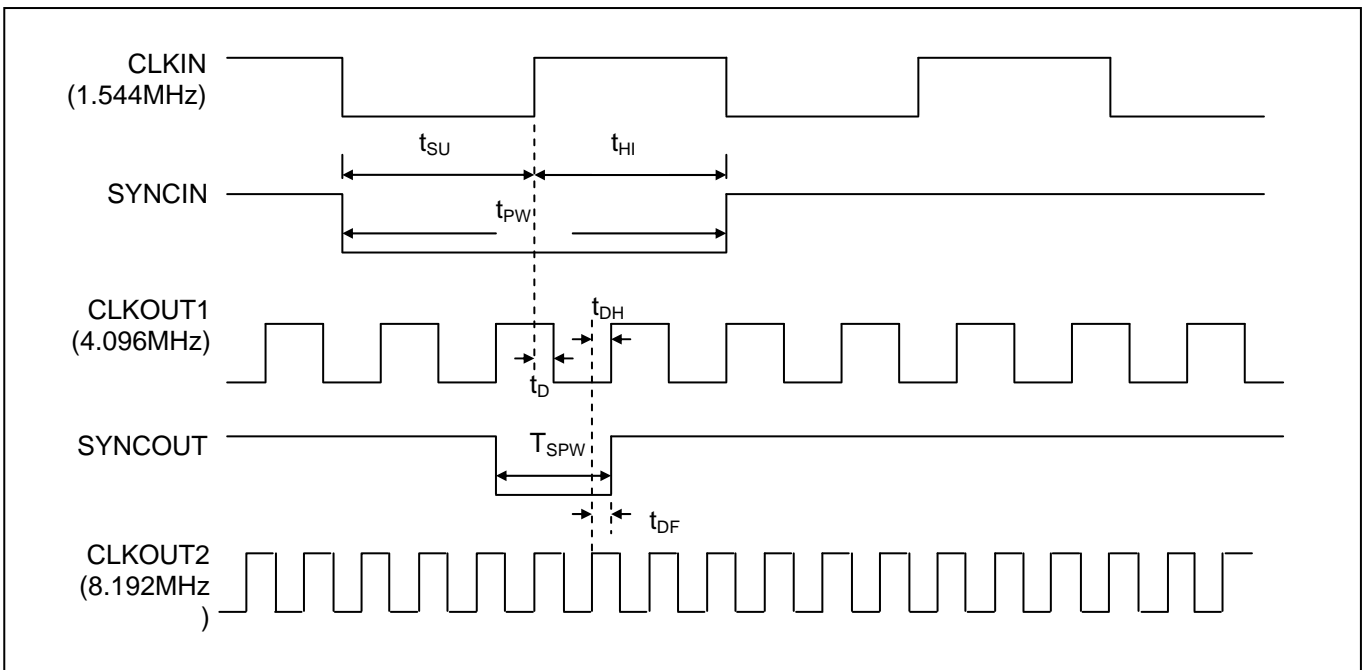 CLKIN
(1.544MHz)
tSU
tHI
SYNCIN
tPW
CLKOUT1
(4.096MHz)
tDH
tD
SYNCOUT
TSPW
tDF
CLKOUT2
(8.192MHz
)